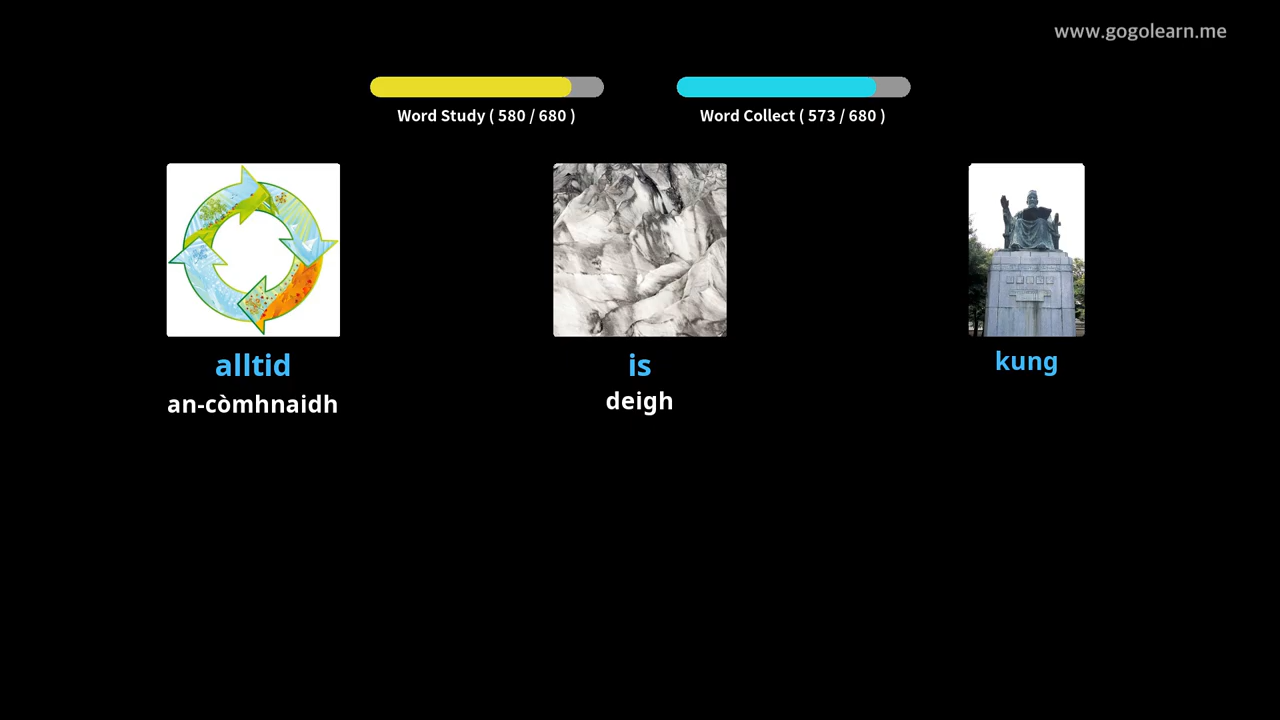 www.gogolearn.me
Word Study ( 580 / 680 )
Word Collect ( 573 / 680 )
alltid
is
kung
an-còmhnaidh
deigh